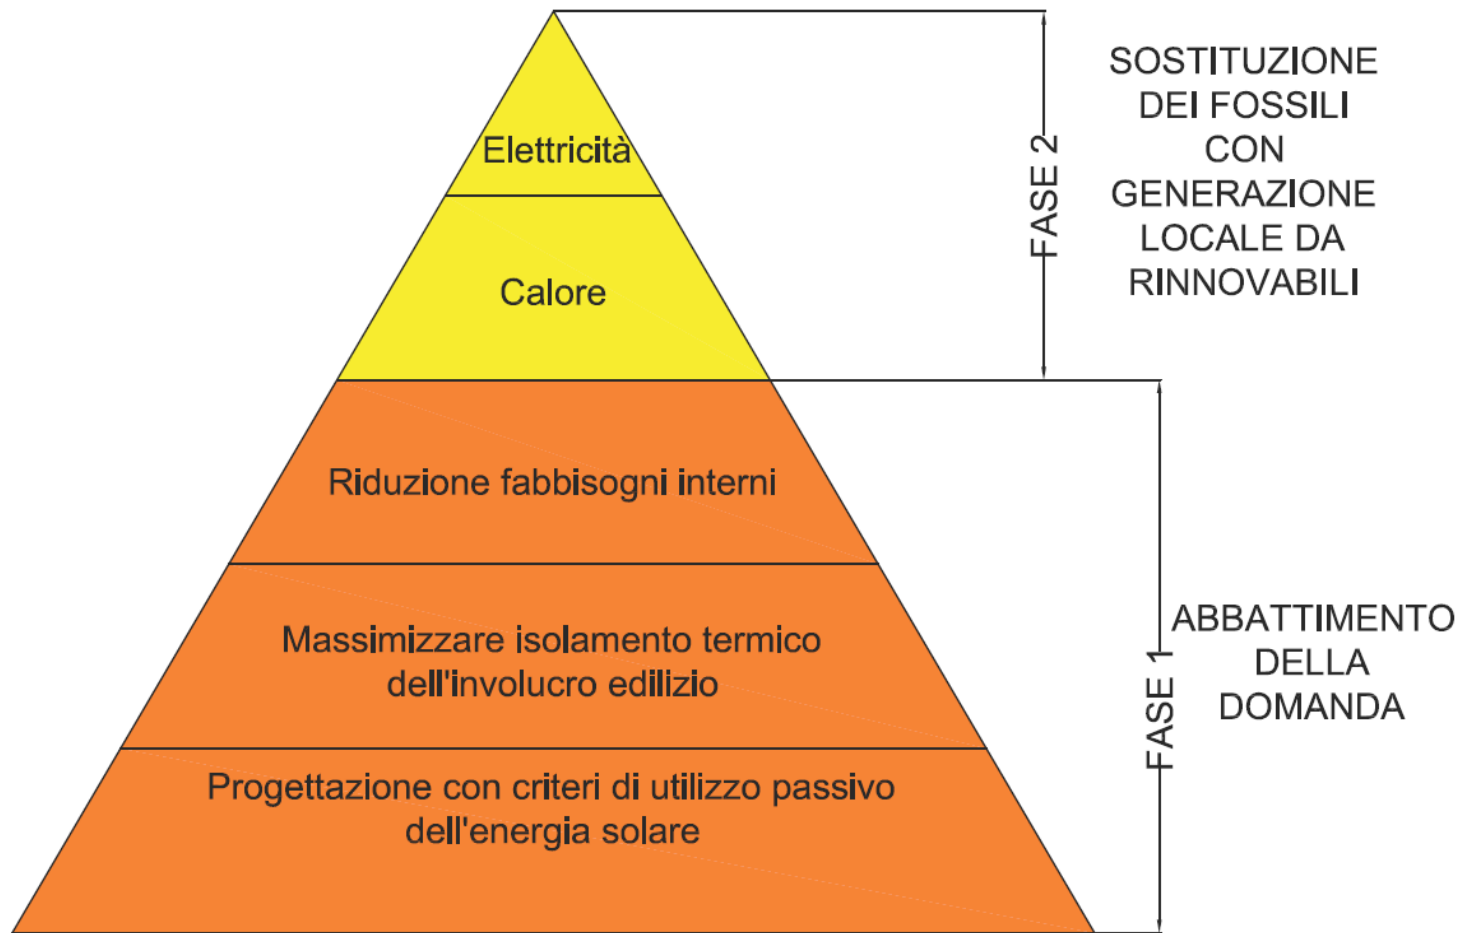 SOSTITUZIONE
DEI FOSSILI
CON
GENERAZIONE
LOCALE DA
RINNOVABILI
FASE 2
Elettricità
Calore
Riduzione fabbisogni interni
Massimizzare isolamento termico
dell'involucro edilizio
Progettazione con criteri di utilizzo passivo
dell'energia solare
FASE 1
ABBATTIMENTO
DELLA
DOMANDA